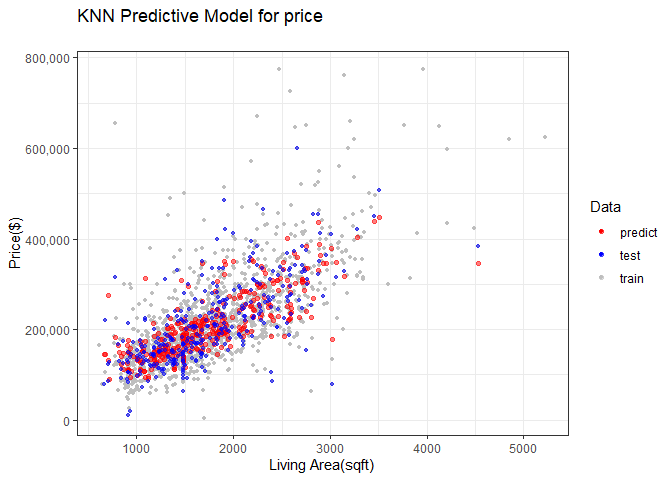 KNN Predictive Model for price
800,000
600,000
400,000
200,000
0
Price($)
1000 2000 3000 4000 5000
Living Area(sqft)
Data
predict
test
train